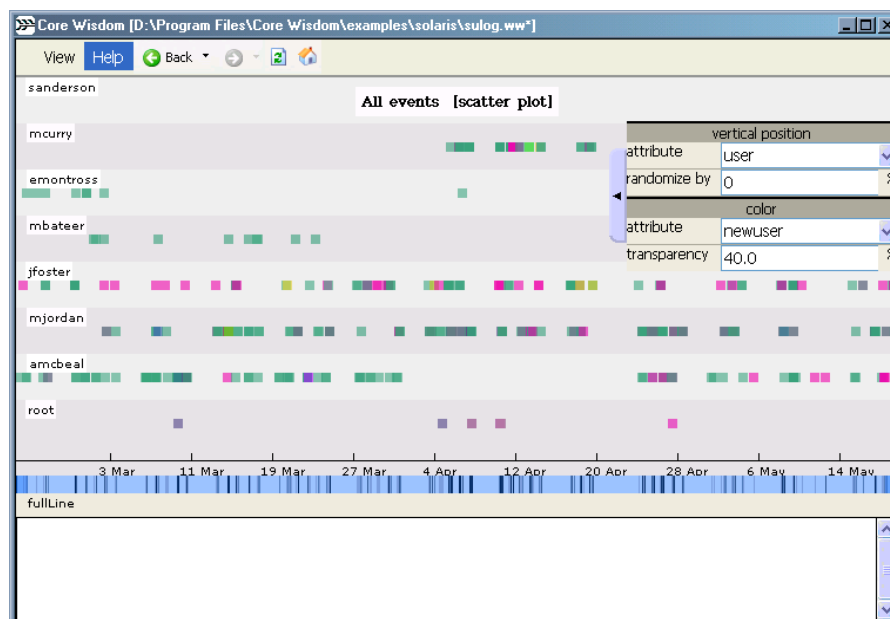 Core Wisdom [D:\Program Files\Core Wisdom\examples\solaris\sulog.ww*]
View Help Back
sanderson
All events [scatter plot]
mcurry
vertical position
attribute user
randomize by 0 %
emontross
color
mbateer
attribute newuser
transparency 40.0 %
jfoster
mjordan
amcbeal
root
3 Mar 11 Mar 19 Mar 27 Mar 4 Apr 12 Apr 20 Apr 28 Apr 6 May 14 May
fullLine